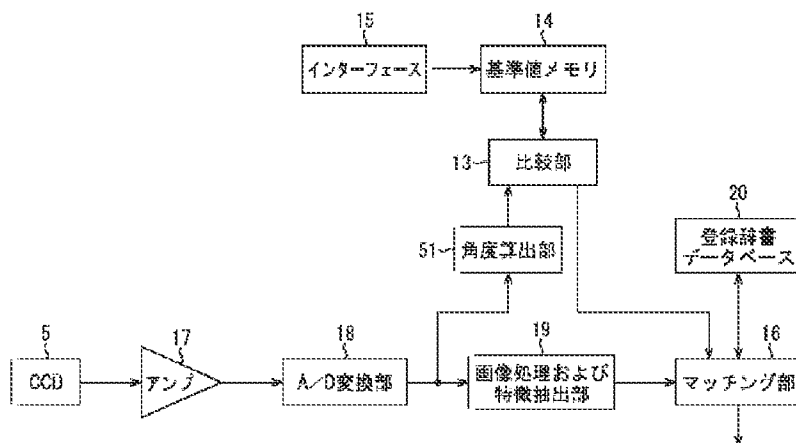 15
インターフェース
14
基準値メモリ
13
比較部
20
登録辞書
データベース
51
角度算出部
5
CCD
17
アンプ
18
A/D変換部
19
画像処理および
特徴抽出部
16
マッチング部